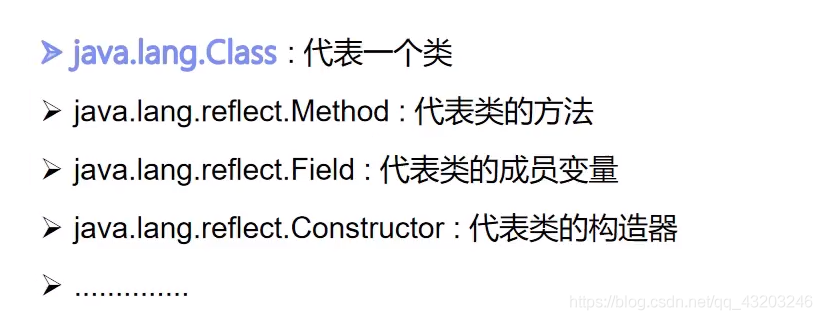 ➢ java.lang.Class : 代表一个类
➢ java.lang.reflect.Method : 代表类的方法
➢ java.lang.reflect.Field : 代表类的成员变量
➢ java.lang.reflect.Constructor : 代表类的构造器
➢ ..............
https://blog.csdn.net/qq_43203246